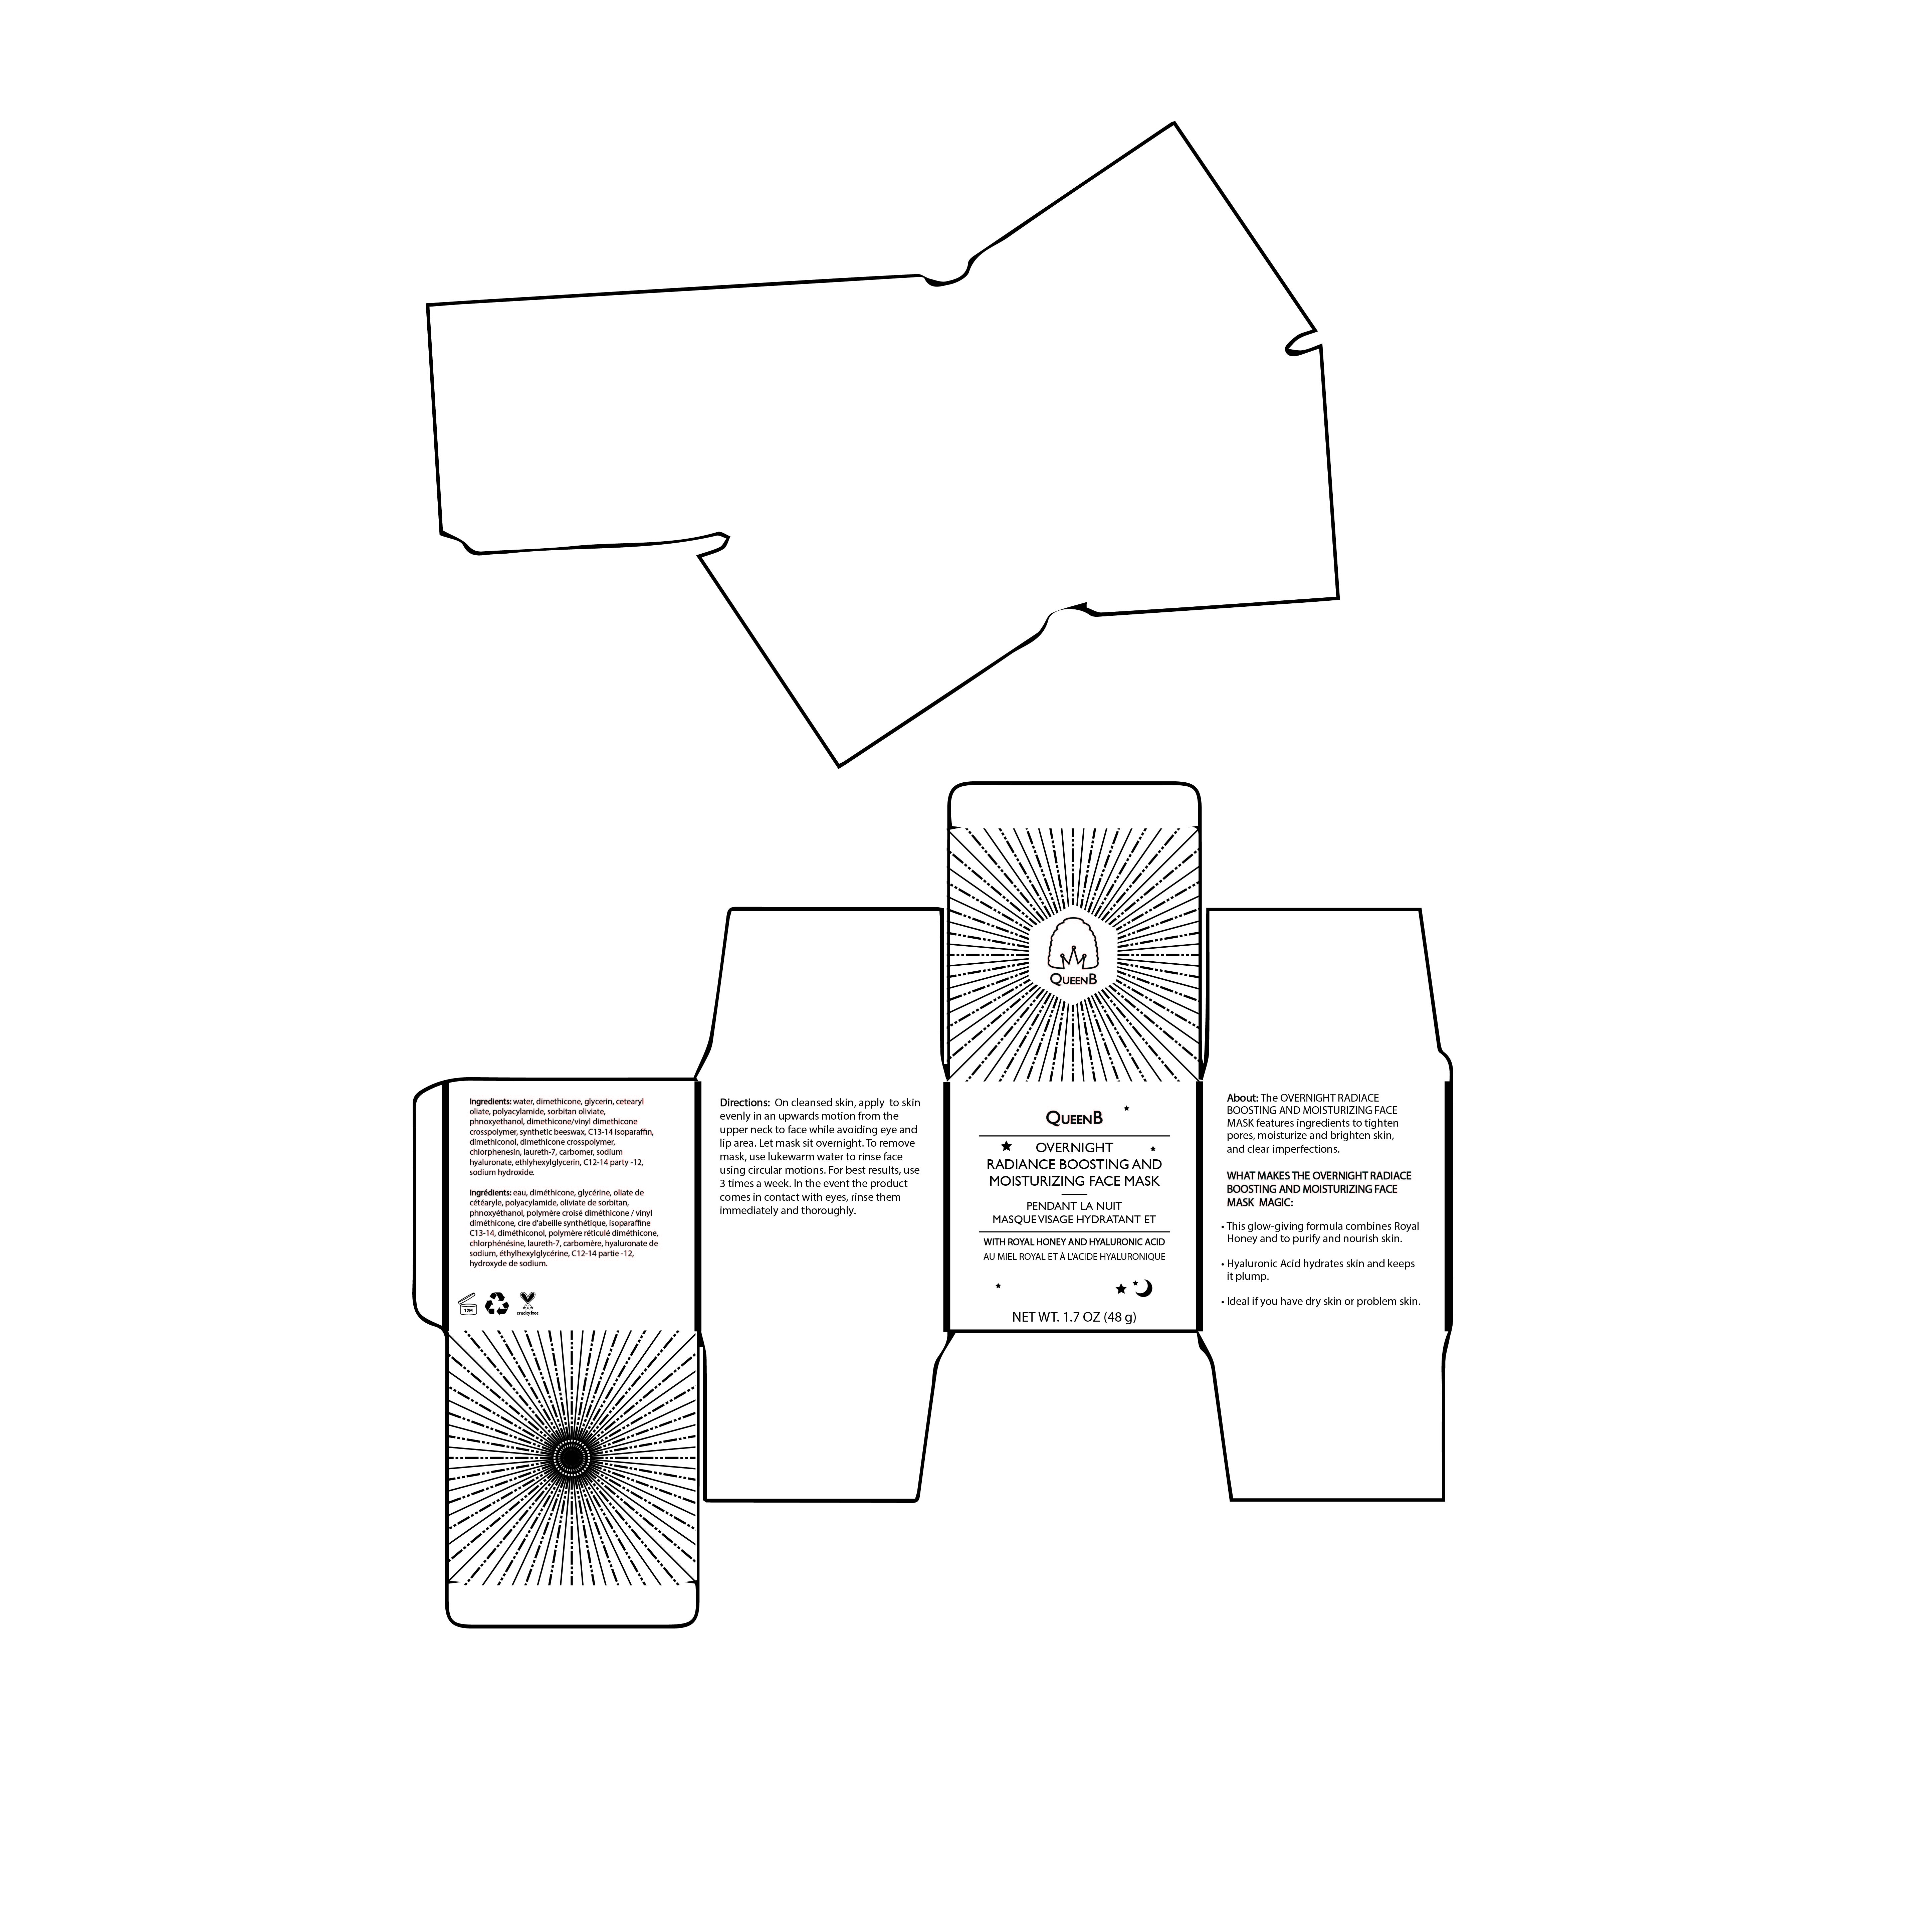 QUEENB
Ingredients: water, dimethicone, glycerin, cetearyl
oliate, polyacylamide, sorbitan oliviate,
phnoxyethanol, dimethicone/vinyl dimethicone
crosspolymer, synthetic beeswax, C13-14 isoparaffin,
dimethiconol, dimethicone crosspolymer,
chlorphenesin, laureth-7, carbomer, sodium
hyaluronate, ethlyhexylglycerin, C12-14 party -12,
sodium hydroxide.
Ingrédients: eau, diméthicone, glycérine, oliate de
cétéaryle, polyacylamide, oliviate de sorbitan,
phnoxyéthanol, polymère croisé diméthicone / vinyl
diméthicone, cire d'abeille synthétique, isoparaffine
C13-14, diméthiconol, polymère réticulé diméthicone,
chlorphénésine, laureth-7, carbomère, hyaluronate de
sodium, éthylhexylglycérine, C12-14 partie -12,
hydroxyde de sodium.
12M
crueltyfree
Directions: On cleansed skin, apply to skin
evenly in an upwards motion from the
upper neck to face while avoiding eye and
lip area. Let mask sit overnight. To remove
mask, use lukewarm water to rinse face
using circular motions. For best results, use
3 times a week. In the event the product
comes in contact with eyes, rinse them
immediately and thoroughly.
QUEENB
OVERNIGHT
RADIANCE BOOSTING AND
MOISTURIZING FACE MASK
PENDANT LA NUIT
MASQUE VISAGE HYDRATANT ET
WITH ROYAL HONEY AND HYALURONIC ACID
AU MIEL ROYAL ET À L'ACIDE HYALURONIQUE
NET WT. 1.7 OZ (48 g)
About: The OVERNIGHT RADIACE
BOOSTING AND MOISTURIZING FACE
MASK features ingredients to tighten
pores, moisturize and brighten skin,
and clear imperfections.
WHAT MAKES THE OVERNIGHT RADIACE
BOOSTING AND MOISTURIZING FACE
MASK MAGIC:
• This glow-giving formula combines Royal
Honey and to purify and nourish skin.
• Hyaluronic Acid hydrates skin and keeps
it plump.
• Ideal if you have dry skin or problem skin.